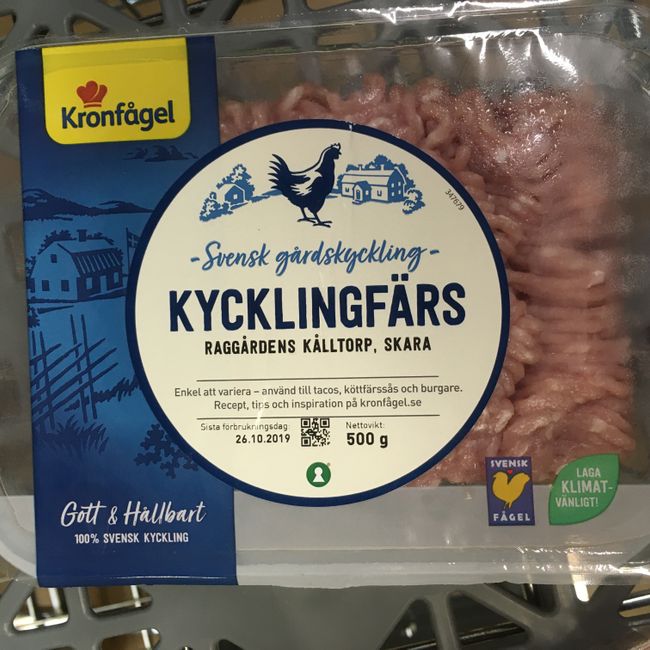 Kronfågel
347679
- Svensk gårdskyckling -
KYCKLINGFÄRS
RAGGÅRDENS KÅLLTORP, SKARA
Enkel att variera – använd till tacos, köttfärssås och burgare.
Recept, tips och inspiration på kronfågel.se
Sista förbrukningsdag:
26.10.2019
Nettovikt:
500 g
Gott & Hållbart
100% SVENSK KYCKLING
SVENSK
FÅGEL
LAGA
KLIMAT-
VÄNLIGT!